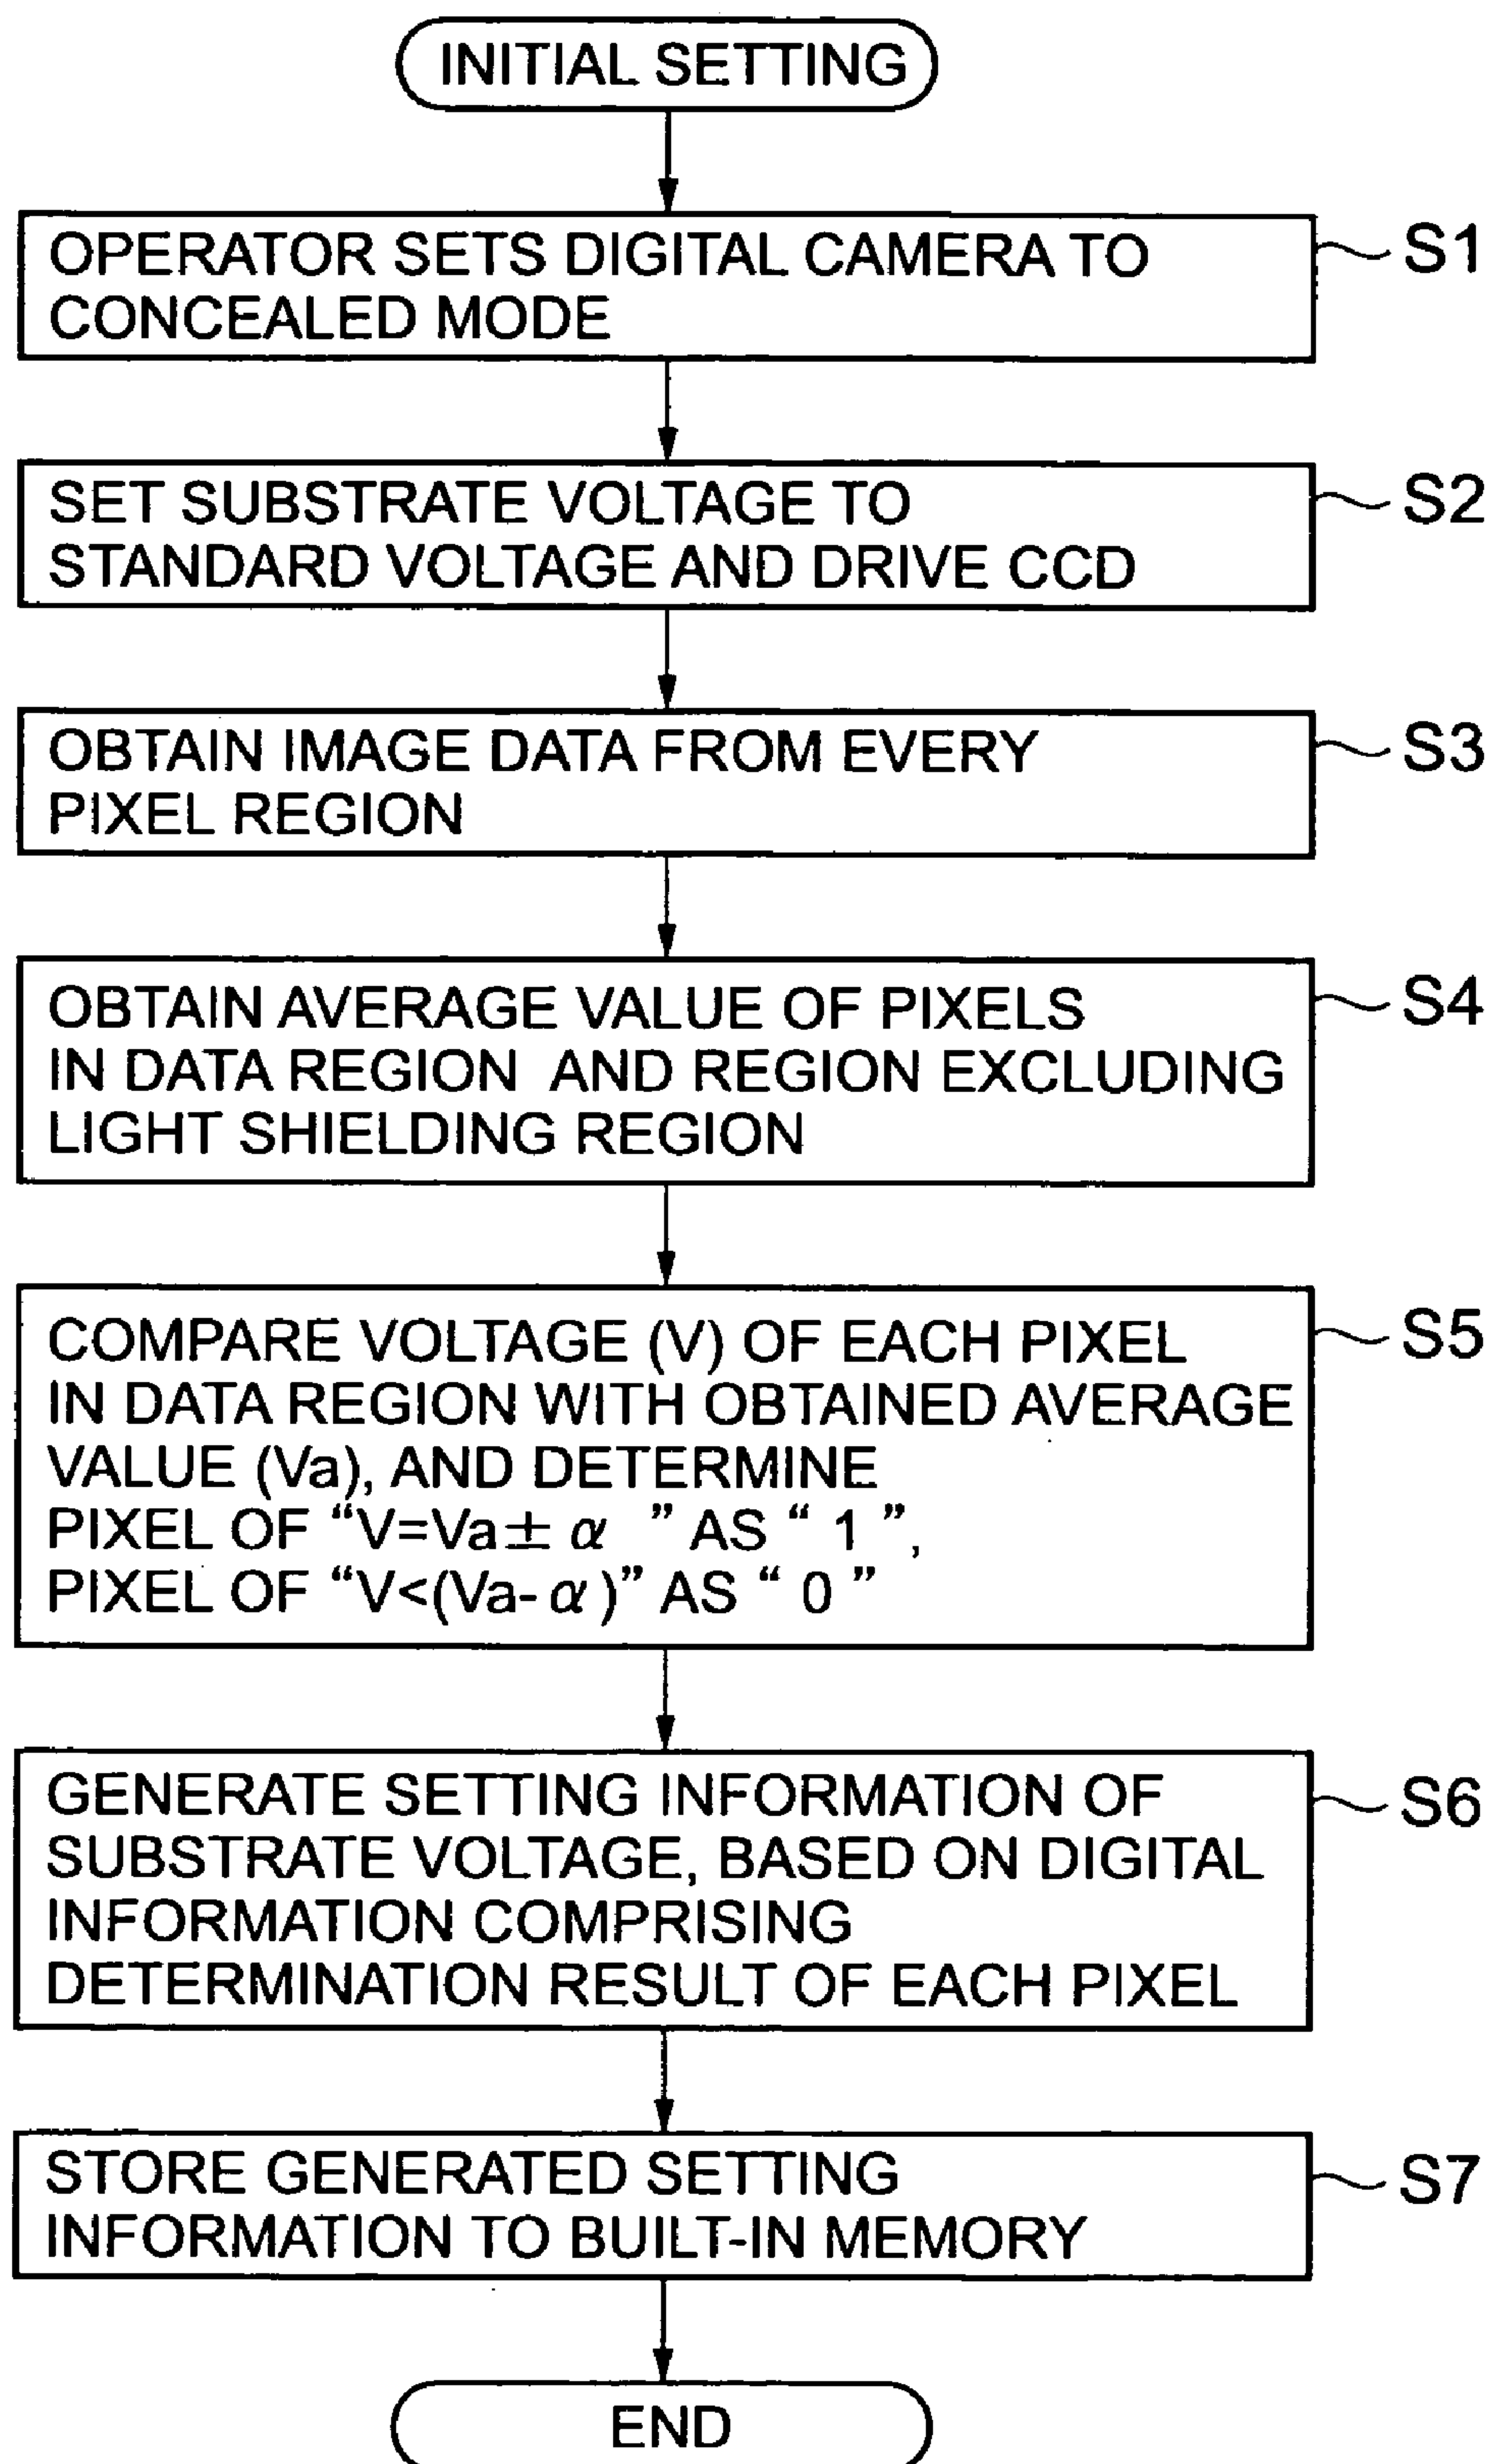 INITIAL SETTING
OPERATOR SETS DIGITAL CAMERA TO
CONCEALED MODE
S1
SET SUBSTRATE VOLTAGE TO
STANDARD VOLTAGE AND DRIVE CCD
S2
OBTAIN IMAGE DATA FROM EVERY
PIXEL REGION
S3
OBTAIN AVERAGE VALUE OF PIXELS
IN DATA REGION AND REGION EXCLUDING
LIGHT SHIELDING REGION
S4
COMPARE VOLTAGE (V) OF EACH PIXEL
IN DATA REGION WITH OBTAINED AVERAGE
VALUE (Va), AND DETERMINE
PIXEL OF “V=Va± α ” AS “ 1 ”,
PIXEL OF “V<(Va- α )” AS “ 0 ”
S5
GENERATE SETTING INFORMATION OF
SUBSTRATE VOLTAGE, BASED ON DIGITAL
INFORMATION COMPRISING
DETERMINATION RESULT OF EACH PIXEL
S6
STORE GENERATED SETTING
INFORMATION TO BUILT-IN MEMORY
S7
END